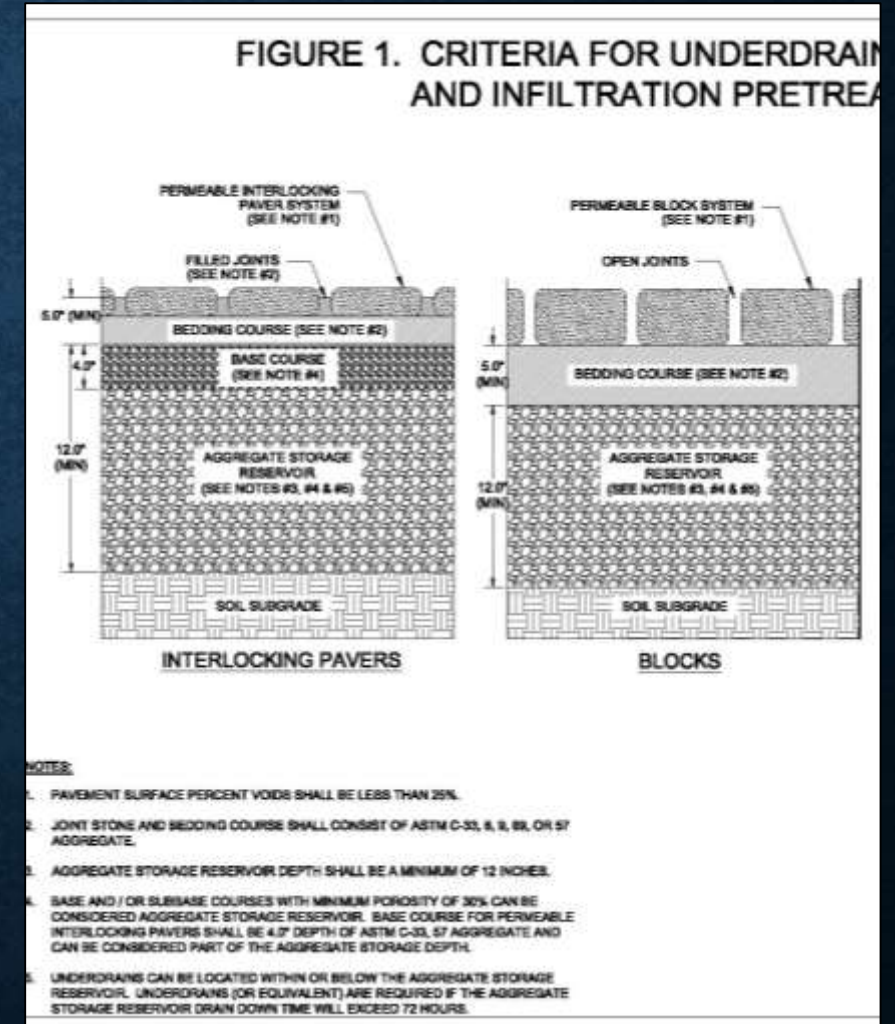 FIGURE 1. CRITERIA FOR UNDERDRAIN
AND INFILTRATION PRETREA
PERMEABLE INTERLOCKING
PAVER SYSTEM
(SEE NOTE #1)
FILLED JOINTS
(SEE NOTE #2)
5.0" (MIN)
BEDDING COURSE (SEE NOTE #2)
4.0"
BASE COURSE
(SEE NOTE #4)
12.0"
(MIN)
AGGREGATE STORAGE
RESERVOIR
(SEE NOTES #3, #4 & #5)
SOIL SUBGRADE
INTERLOCKING PAVERS
PERMEABLE BLOCK SYSTEM
(SEE NOTE #1)
OPEN JOINTS
5.0"
(MIN)
BEDDING COURSE (SEE NOTE #2)
12.0"
(MIN)
AGGREGATE STORAGE
RESERVOIR
(SEE NOTES #3, #4 & #5)
SOIL SUBGRADE
BLOCKS
NOTES:
1. PAVEMENT SURFACE PERCENT VOIDS SHALL BE LESS THAN 25%.
2. JOINT STONE AND BEDDING COURSE SHALL CONSIST OF ASTM C-33, 8, 9, 89, OR 57
AGGREGATE.
3. AGGREGATE STORAGE RESERVOIR DEPTH SHALL BE A MINIMUM OF 12 INCHES.
4. BASE AND / OR SUBBASE COURSES WITH MINIMUM POROSITY OF 30% CAN BE
CONSIDERED AGGREGATE STORAGE RESERVOIR. BASE COURSE FOR PERMEABLE
INTERLOCKING PAVERS SHALL BE 4.0" DEPTH OF ASTM C-33, 57 AGGREGATE AND
CAN BE CONSIDERED PART OF THE AGGREGATE STORAGE DEPTH.
5. UNDERDRAINS CAN BE LOCATED WITHIN OR BELOW THE AGGREGATE STORAGE
RESERVOIR. UNDERDRAINS (OR EQUIVALENT) ARE REQUIRED IF THE AGGREGATE
STORAGE RESERVOIR DRAIN DOWN TIME WILL EXCEED 72 HOURS.